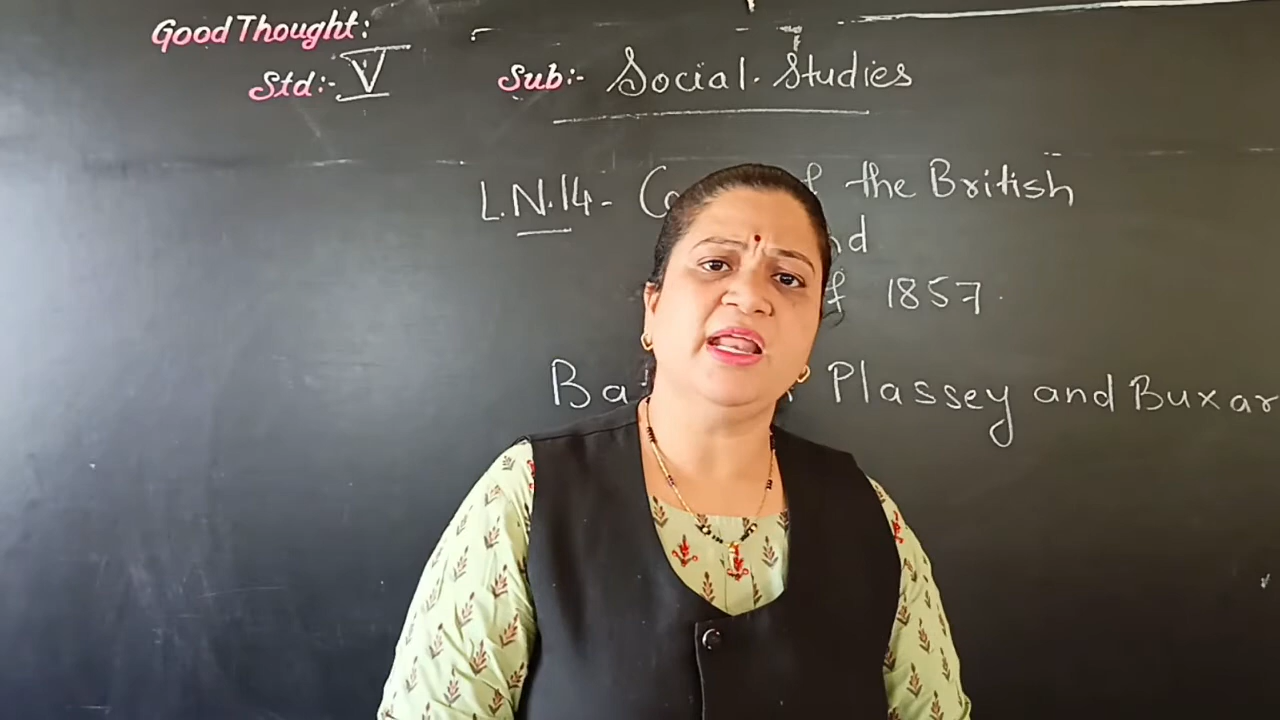 Good Thought:
Std:- V Sub:- Social Studies
L.N.14- the British
1857.
Plassey and Buxar